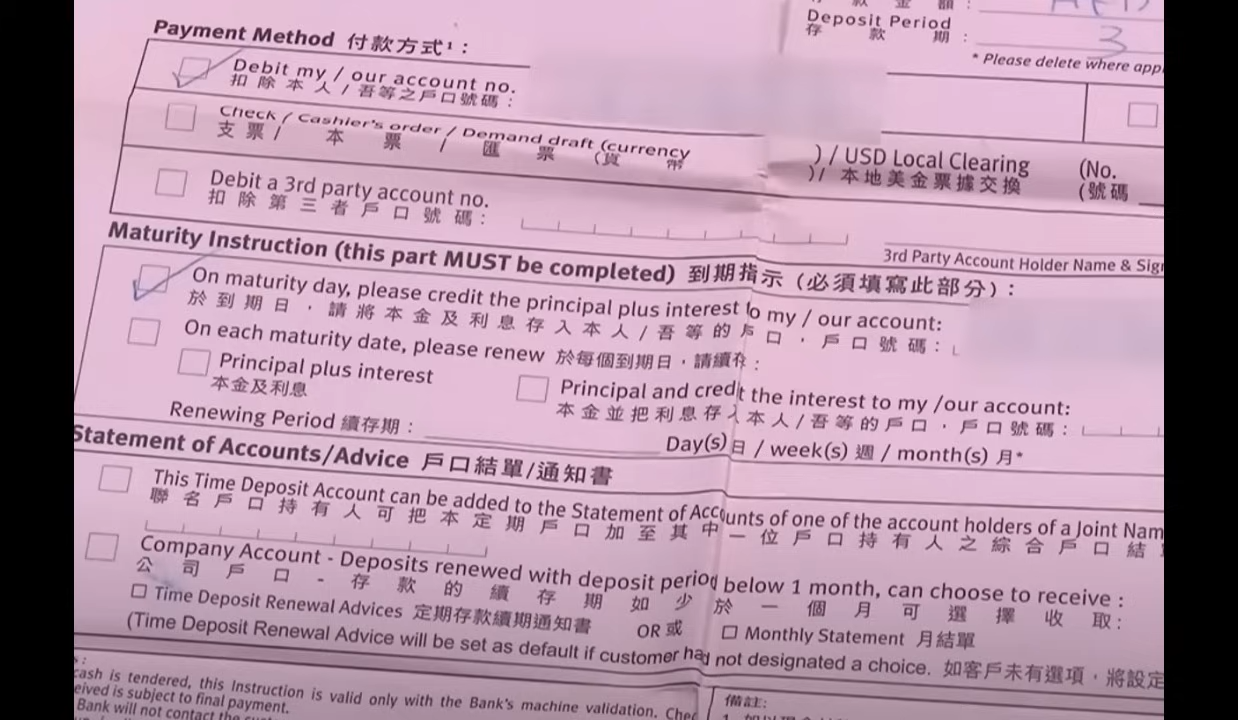 款 金 額 :
Deposit Period
存 款 期 :
3
* Please delete where
Payment Method 付款方式¹ :
Debit my / our account no.
扣 除 本 人 / 吾 等 之 戶 口 號 碼 :
Check / Cashier's order / Demand draft (currency
支 票 / 本 票 / 匯 票 (貨 幣
) / USD Local Clearing
) / 本 地 美 金 票 據 交 換
(No.
(號 碼
Debit a 3rd party account no.
扣 除 第 三 者 戶 口 號 碼 :
3rd Party Account Holder Name &
Maturity Instruction (this part MUST be completed) 到期指示 (必須填寫此部分) :
On maturity day, please credit the principal plus interest to my / our account:
於 到 期 日 , 請 將 本 金 及 利 息 存 入 本 人 / 吾 等 的 戶 口 , 戶 口 號 碼 :
On each maturity date, please renew 於每個到期日,請續存 :
Principal plus interest
本金及利息
Principal and credit the interest to my /our account:
本 金 並 把 利 息 存 入 本 人 / 吾 等 的 戶 口 , 戶 口 號 碼 :
Renewing Period 續存期 :
Day(s) 日 / week(s) 週 / month(s) 月*
Statement of Accounts/Advice 戶口結單/通知書
This Time Deposit Account can be added to the Statement of Accounts of one of the account holders of a Joint
聯 名 戶 口 持 有 人 可 把 本 定 期 戶 口 加 至 其 中 一 位 戶 口 持 有 人 之 綜 合 戶 口 結
Company Account - Deposits renewed with deposit period below 1 month, can choose to receive :
公 司 戶 口 - 存 款 的 續 存 期 如 少 於 一 個 月 可 選 擇 收 取 :
Time Deposit Renewal Advices 定期存款續期通知書 OR 或
Monthly Statement 月結單
(Time Deposit Renewal Advice will be set as default if customer had not designated a choice. 如客戶未有選項,將設定
cash is tendered, this Instruction is valid only with the Bank's machine validation.
is subject to final payment.
Bank will not contact the
備註: